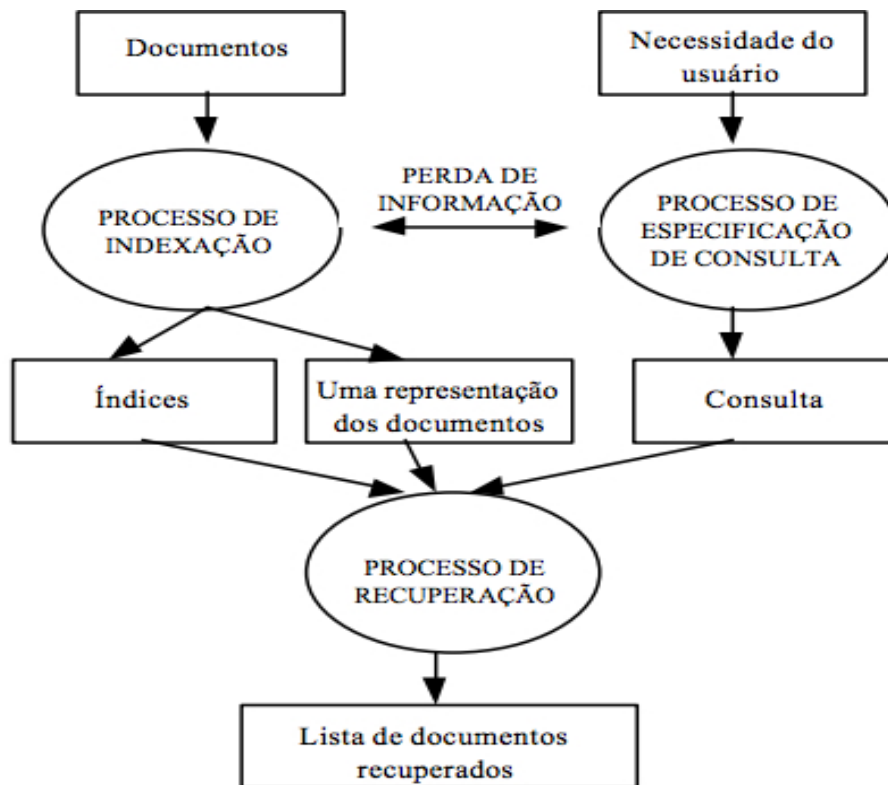 Documentos
Necessidade do
usuário
PERDA DE
INFORMAÇÃO
PROCESSO DE
INDEXAÇÃO
PROCESSO DE
ESPECIFICAÇÃO
DE CONSULTA
Índices
Uma representação
dos documentos
Consulta
PROCESSO DE
RECUPERAÇÃO
Lista de documentos
recuperados